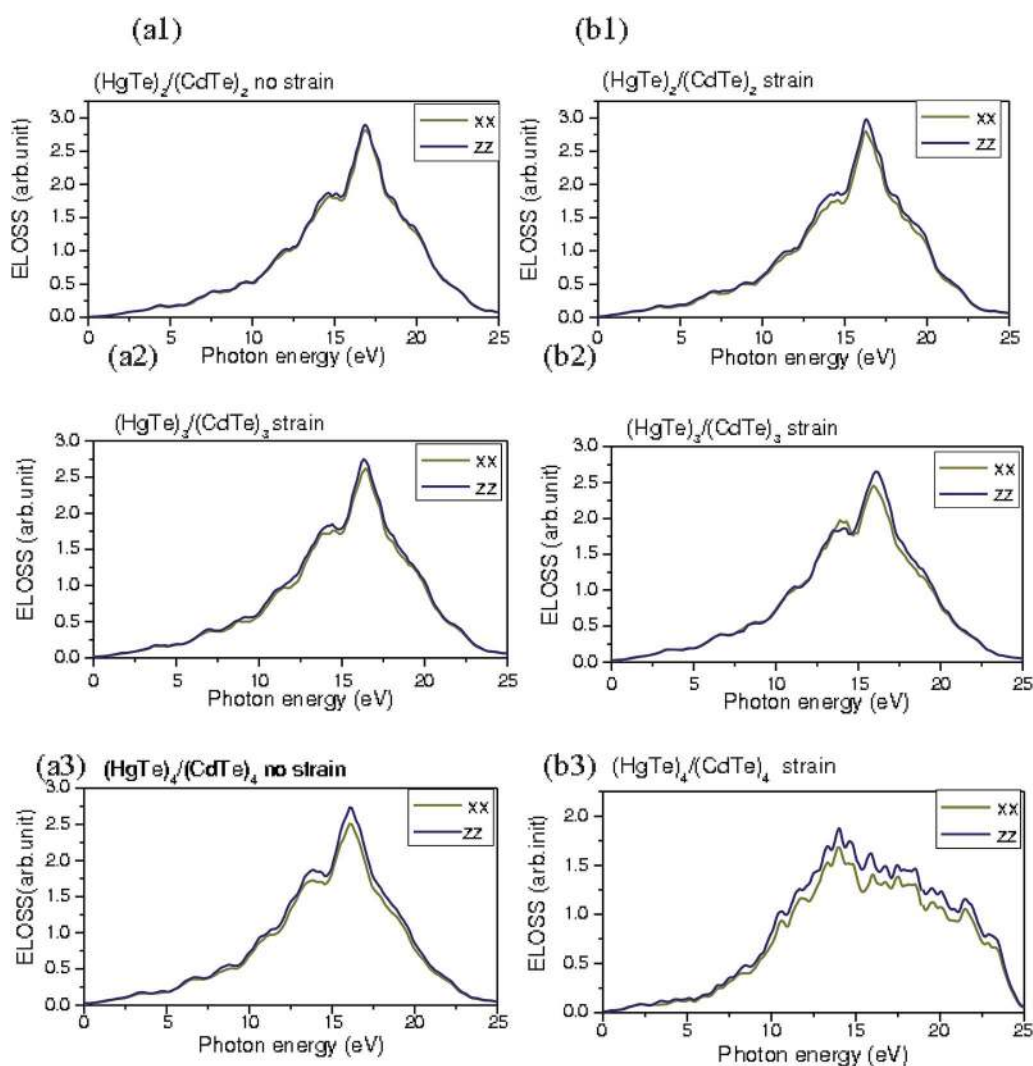 (a1)
(HgTe)₂/(CdTe)₂ no strain
xx
zz
ELOSS (arb.unit)
3.0
2.5
2.0
1.5
1.0
0.5
0.0
0 5 10 15 20 25
Photon energy (eV)
(b1)
(HgTe)₂/(CdTe)₂ strain
xx
zz
ELOSS (arb.unit)
3.0
2.5
2.0
1.5
1.0
0.5
0.0
0 5 10 15 20 25
Photon energy (eV)
(a2)
(HgTe)₃/(CdTe)₃ strain
xx
zz
ELOSS (arb.unit)
3.0
2.5
2.0
1.5
1.0
0.5
0.0
0 5 10 15 20 25
Photon energy (eV)
(b2)
(HgTe)₃/(CdTe)₃ strain
xx
zz
ELOSS (arb.unit)
3.0
2.5
2.0
1.5
1.0
0.5
0.0
0 5 10 15 20 25
Photon energy (eV)
(a3)
(HgTe)₄/(CdTe)₄ no strain
xx
zz
ELOSS(arb.unit)
3.0
2.5
2.0
1.5
1.0
0.5
0.0
0 5 10 15 20 25
Photon energy (eV)
(b3)
(HgTe)₄/(CdTe)₄ strain
xx
zz
ELOSS (arb.init)
2.0
1.5
1.0
0.5
0.0
0 5 10 15 20 25
Photon energy (eV)